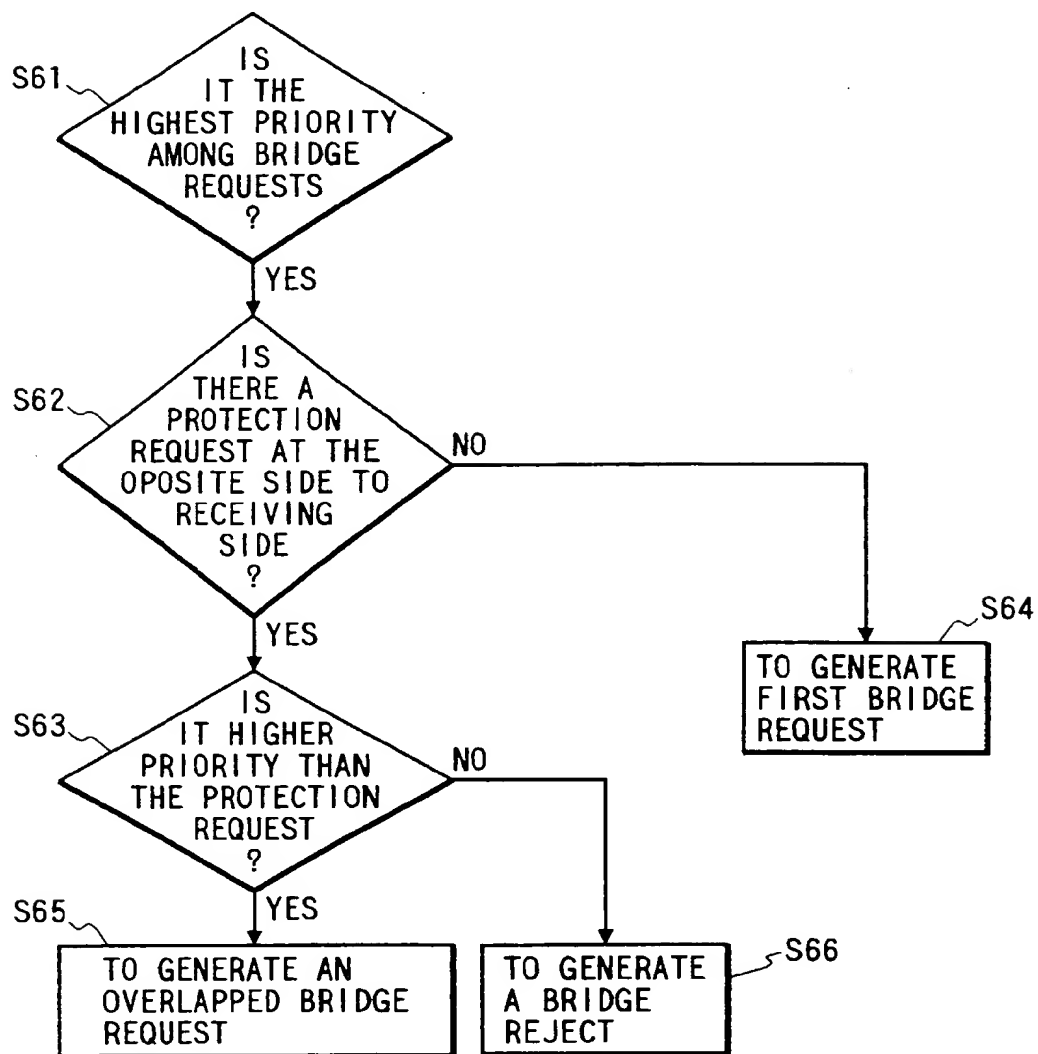 S61
IS
IT THE
HIGHEST PRIORITY
AMONG BRIDGE
REQUESTS
?
YES
S62
IS
THERE A
PROTECTION
REQUEST AT THE
OPOSITE SIDE TO
RECEIVING
SIDE
?
NO
YES
S64
TO GENERATE
FIRST BRIDGE
REQUEST
S63
IS
IT HIGHER
PRIORITY THAN
THE PROTECTION
REQUEST
?
NO
YES
S65
TO GENERATE AN
OVERLAPPED BRIDGE
REQUEST
S66
TO GENERATE
A BRIDGE
REJECT